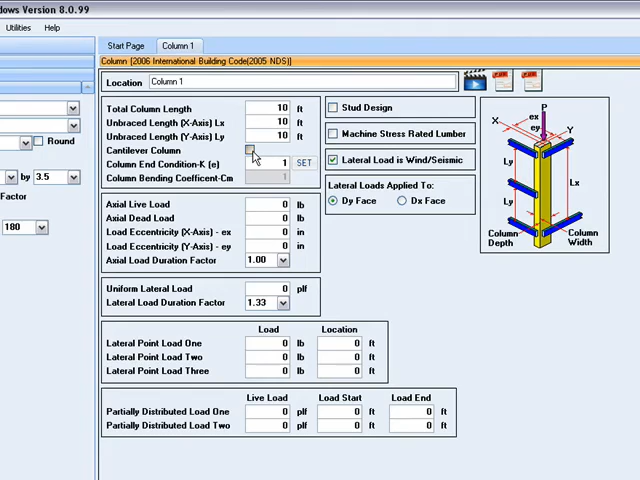 dows Version 8.0.99
Utilities Help
Start Page Column 1
Column [2006 International Building Code(2005 NDS)]
Location Column 1
Total Column Length 10 ft
Unbraced Length (X-Axis) Lx 10 ft
Unbraced Length (Y-Axis) Ly 10 ft
Cantilever Column
Column End Condition-K (e) 1 SET
Column Bending Coefficent-Cm 1
Stud Design
Machine Stress Rated Lumber
Lateral Load is Wind/Seismic
Lateral Loads Applied To:
Dy Face Dx Face
Round
by 3.5
Factor
180
Axial Live Load 0 lb
Axial Dead Load 0 lb
Load Eccentricity (X-Axis) - ex 0 in
Load Eccentricity (Y-Axis) - ey 0 in
Axial Load Duration Factor 1.00
Uniform Lateral Load 0 plf
Lateral Load Duration Factor 1.33
Load Location
Lateral Point Load One 0 lb 0 ft
Lateral Point Load Two 0 lb 0 ft
Lateral Point Load Three 0 lb 0 ft
Live Load Load Start Load End
Partially Distributed Load One 0 plf 0 ft 0 ft
Partially Distributed Load Two 0 plf 0 ft 0 ft
P
ex
X ey Y
Ly
Lx
Ly
Column Depth
Column Width